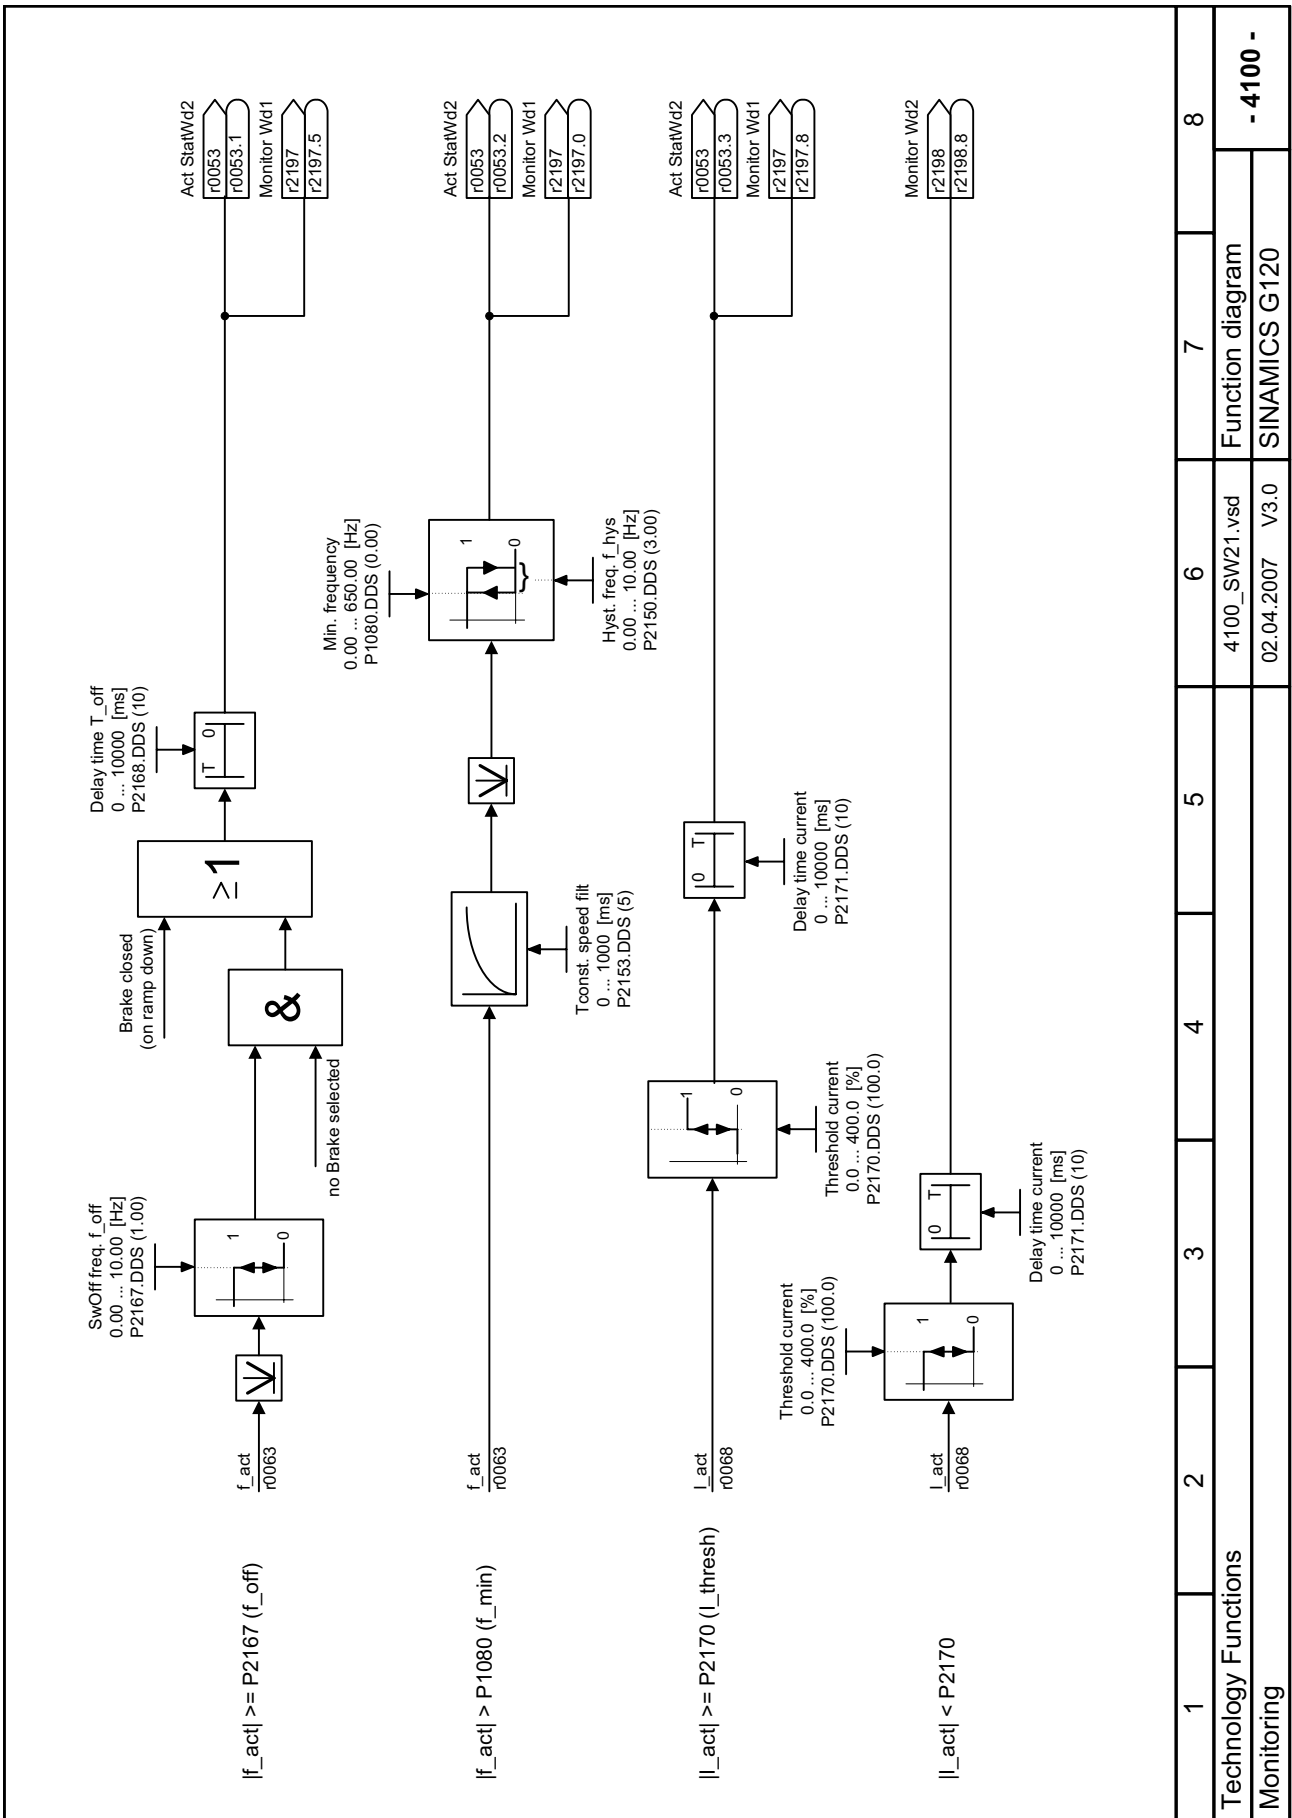 |f_act| >= P2167 (f_off)
f_act
r0063
SwOff freq. f_off
0.00 ... 10.00 [Hz]
P2167.DDS (1.00)
1
0
no Brake selected
&
Brake closed
(on ramp down)
≥1
Delay time T_off
0 ... 10000 [ms]
P2168.DDS (10)
T 0
Act StatWd2
r0053
r0053.1
Monitor Wd1
r2197
r2197.5
|f_act| > P1080 (f_min)
f_act
r0063
Tconst. speed filt
0 ... 1000 [ms]
P2153.DDS (5)
Min. frequency
0.00 ... 650.00 [Hz]
P1080.DDS (0.00)
1
0
}
Hyst. freq. f_hys
0.00 ... 10.00 [Hz]
P2150.DDS (3.00)
Act StatWd2
r0053
r0053.2
Monitor Wd1
r2197
r2197.0
|I_act| >= P2170 (I_thresh)
I_act
r0068
1
0
Threshold current
0.0 ... 400.0 [%]
P2170.DDS (100.0)
0 T
Delay time current
0 ... 10000 [ms]
P2171.DDS (10)
Act StatWd2
r0053
r0053.3
Monitor Wd1
r2197
r2197.8
|I_act| < P2170
I_act
r0068
Threshold current
0.0 ... 400.0 [%]
P2170.DDS (100.0)
1
0
0 T
Delay time current
0 ... 10000 [ms]
P2171.DDS (10)
Monitor Wd2
r2198
r2198.8
1 2 3 4 5 6 7 8
Technology Functions 4100_SW21.vsd Function diagram - 4100 -
Monitoring 02.04.2007 V3.0 SINAMICS G120